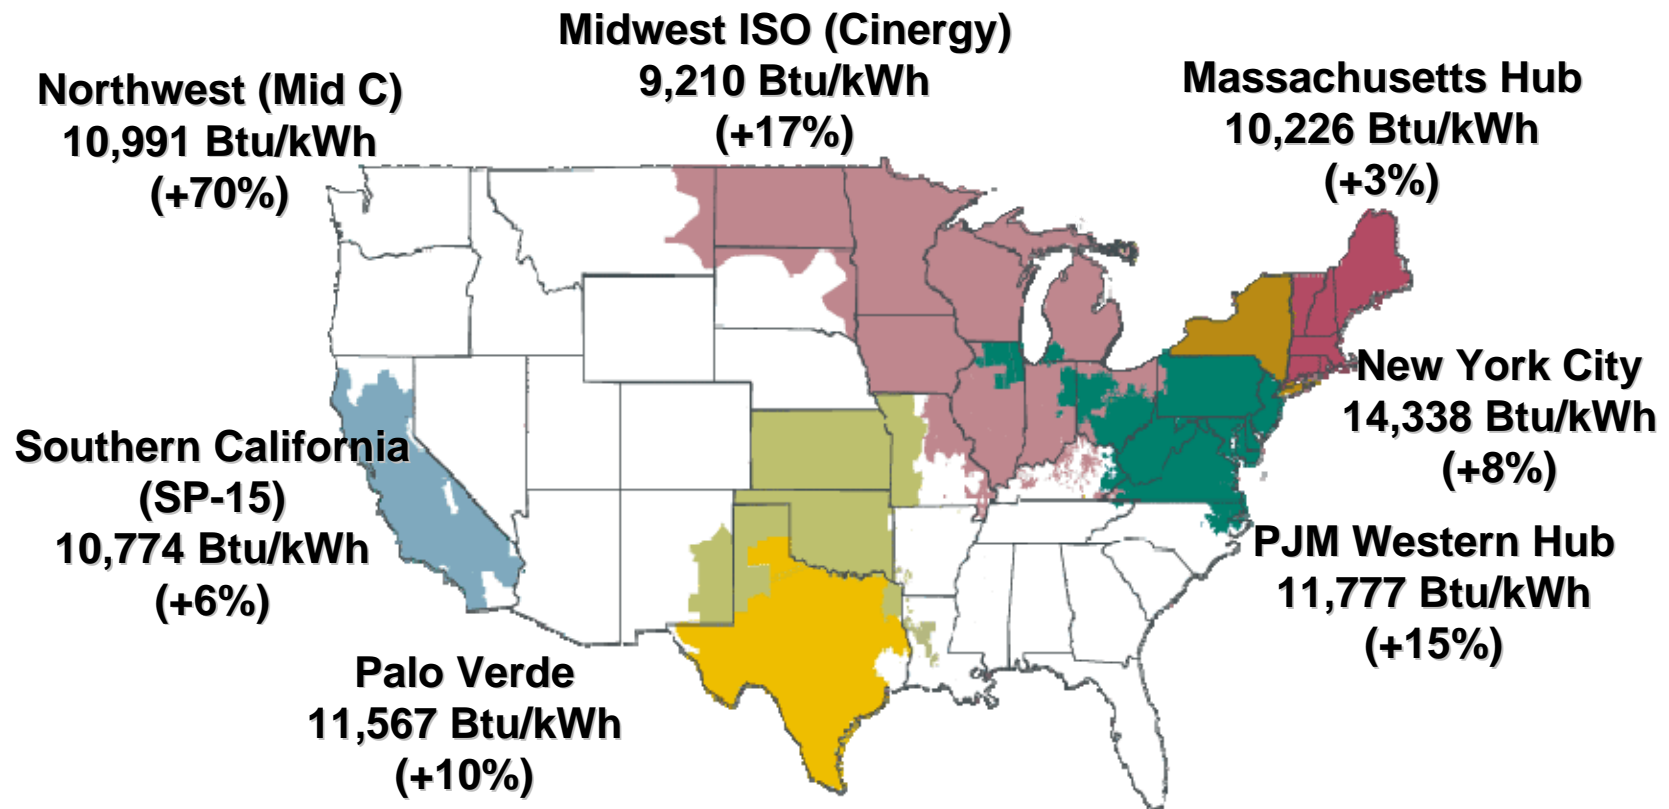 Midwest ISO (Cinergy)
9,210 Btu/kWh
(+17%)
Northwest (Mid C)
10,991 Btu/kWh
(+70%)
Massachusetts Hub
10,226 Btu/kWh
(+3%)
New York City
14,338 Btu/kWh
(+8%)
Southern California
(SP-15)
10,774 Btu/kWh
(+6%)
PJM Western Hub
11,777 Btu/kWh
(+15%)
Palo Verde
11,567 Btu/kWh
(+10%)